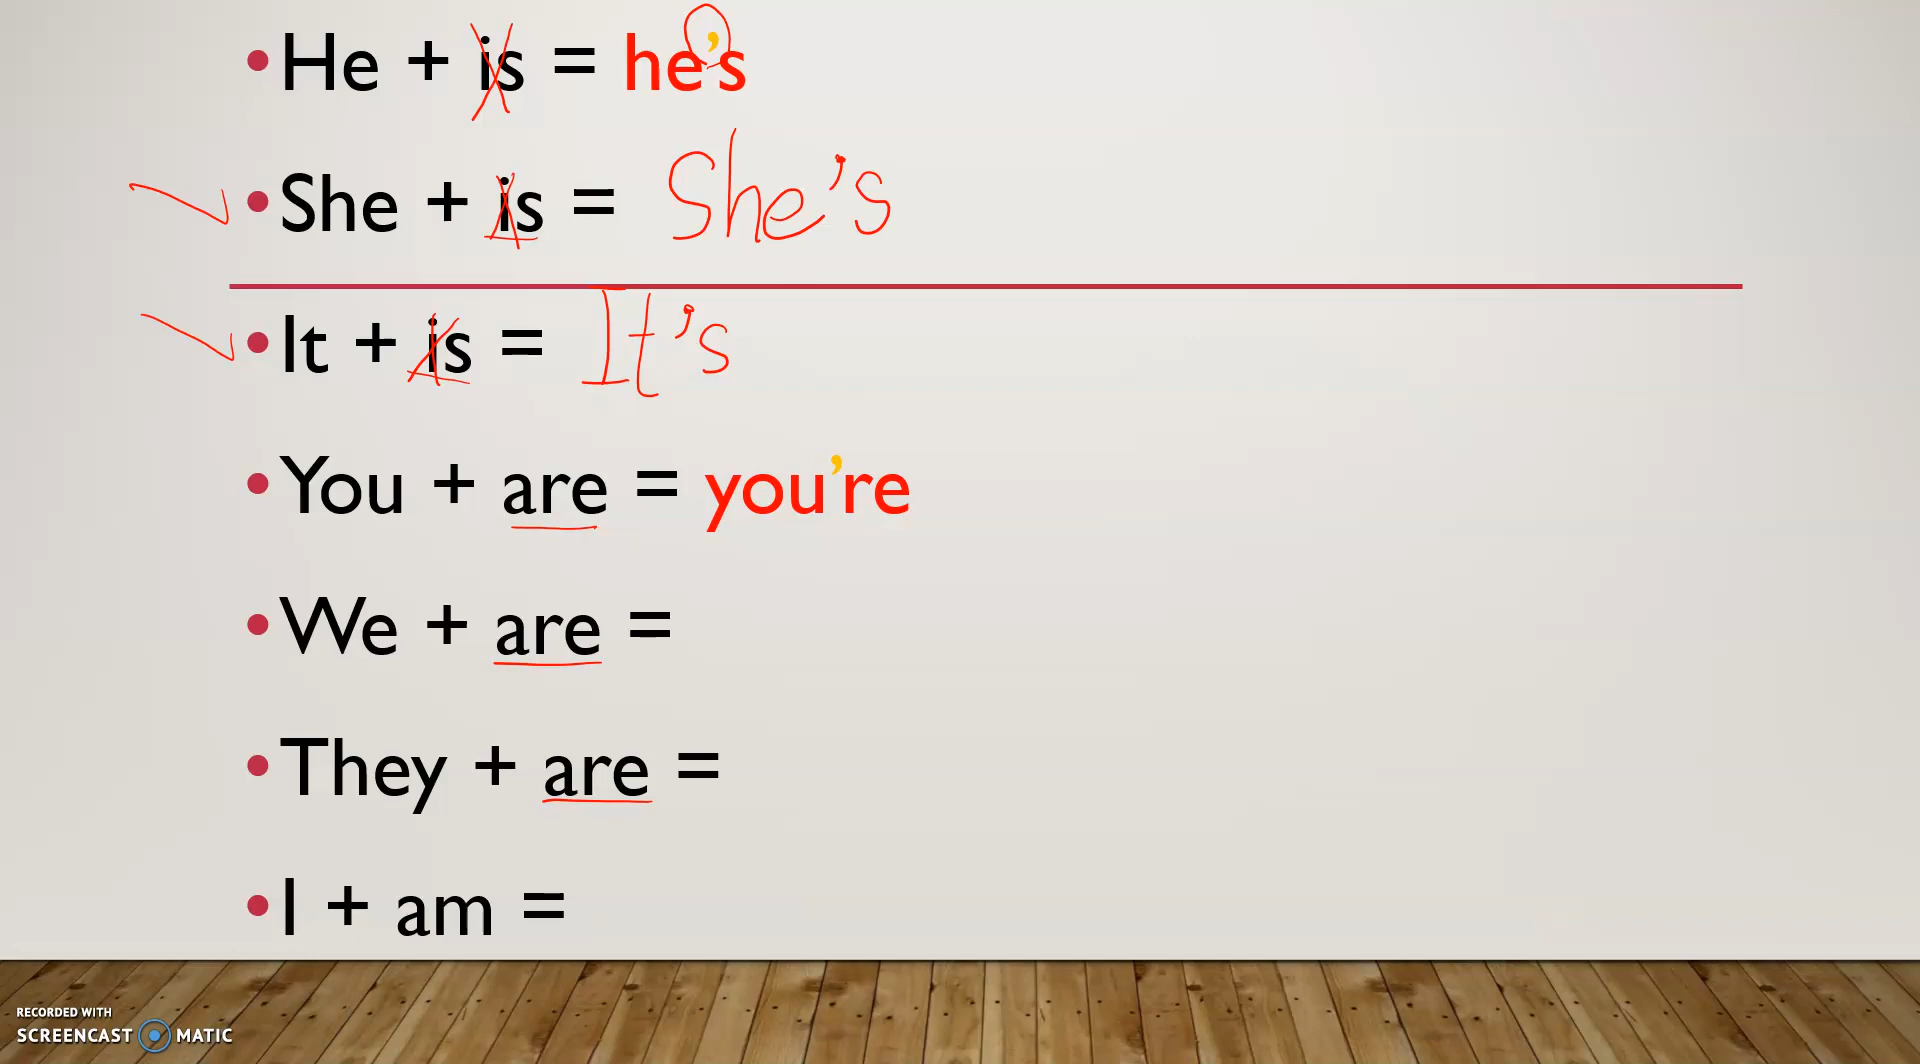 • He + is = he's
• She + is = She's
• It + is = It's
• You + are = you're
• We + are =
• They + are =
• I + am =
RECORDED WITH
SCREENCAST MATIC